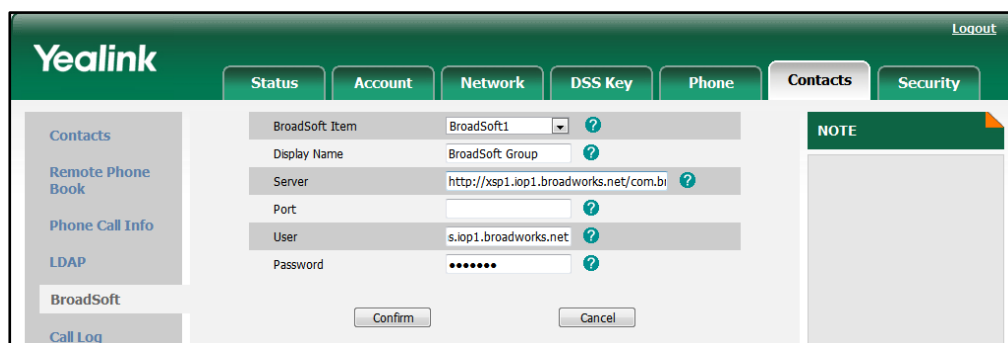 Logout
Yealink
Status Account Network DSS Key Phone Contacts Security
Contacts
Remote Phone
Book
Phone Call Info
LDAP
BroadSoft
Call Log
BroadSoft Item BroadSoft1 ?
Display Name BroadSoft Group ?
Server http://xsp1.iop1.broadworks.net/com.br ?
Port ?
User s.iop1.broadworks.net ?
Password ••••••• ?
Confirm Cancel
NOTE